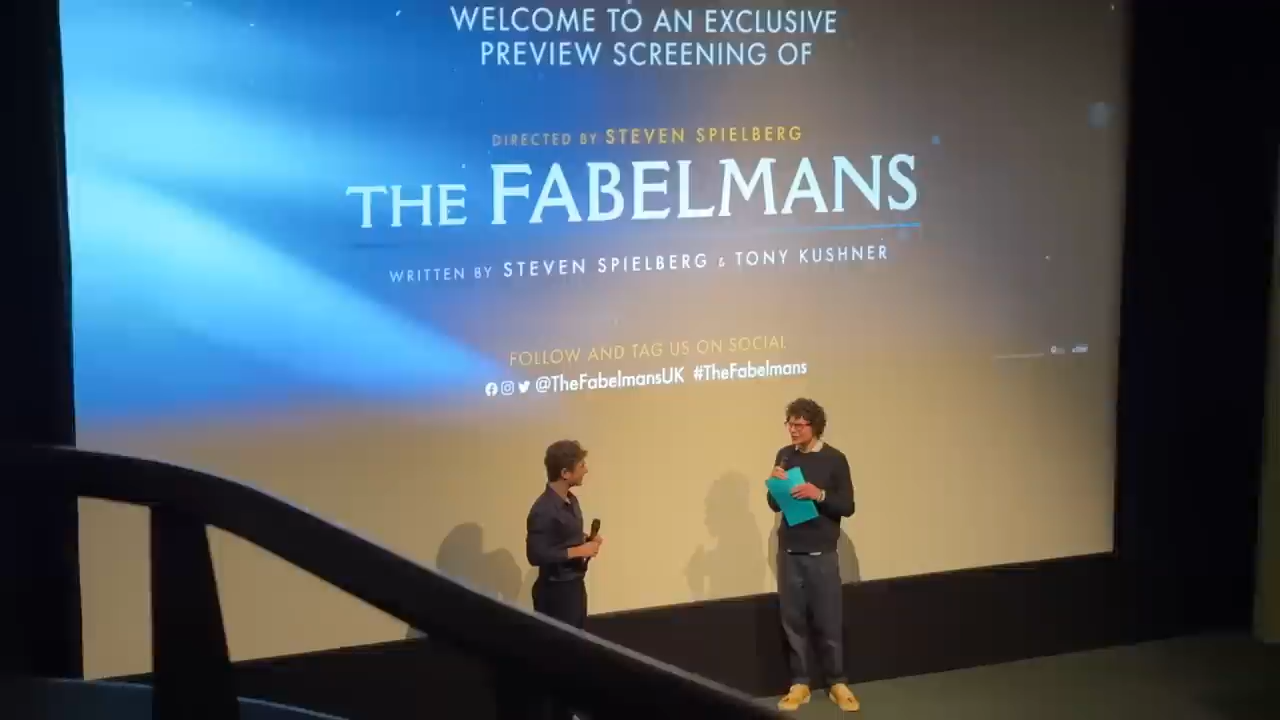 WELCOME TO AN EXCLUSIVE
PREVIEW SCREENING OF
DIRECTED BY STEVEN SPIELBERG
THE FABELMANS
WRITTEN BY STEVEN SPIELBERG & TONY KUSHNER
FOLLOW AND TAG US ON SOCIAL
@TheFabelmansUK #TheFabelmans